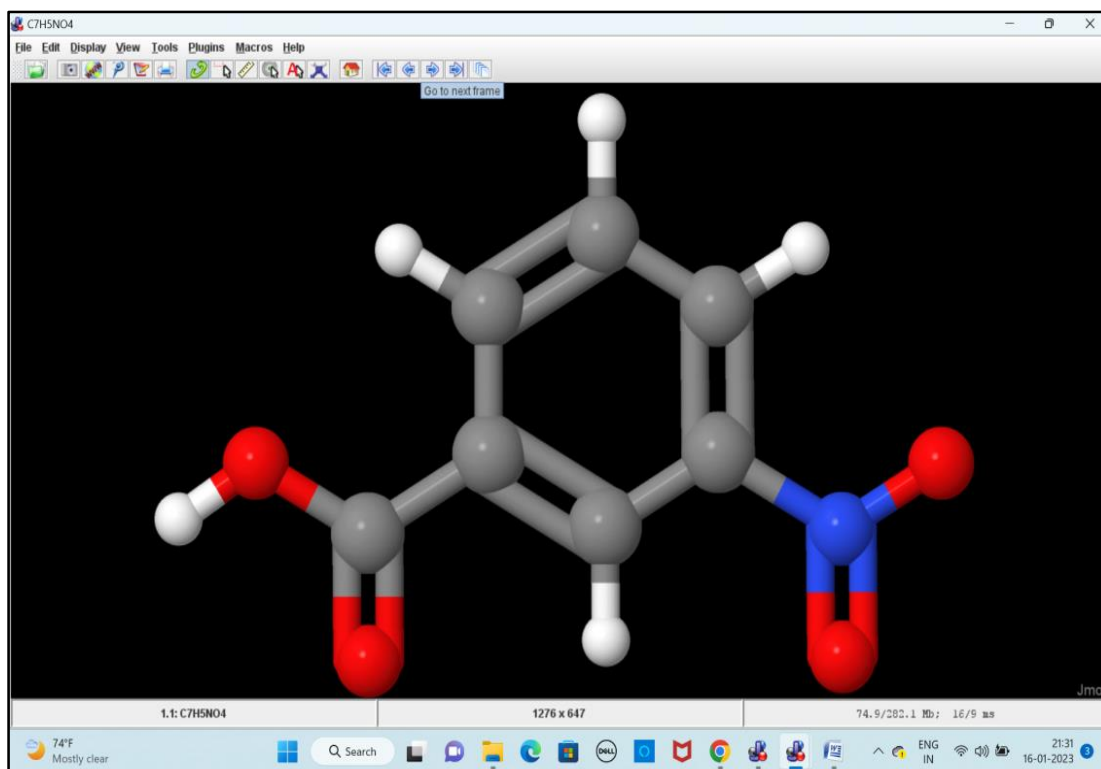 C7H5NO4
File Edit Display View Tools Plugins Macros Help
Go to next frame
Jmo
1.1: C7H5NO4 1276 x 647 74.9/282.1 Mb; 16/9 ms
74°F
Mostly clear
Search
DELL
ENG
IN
21:31
16-01-2023
3